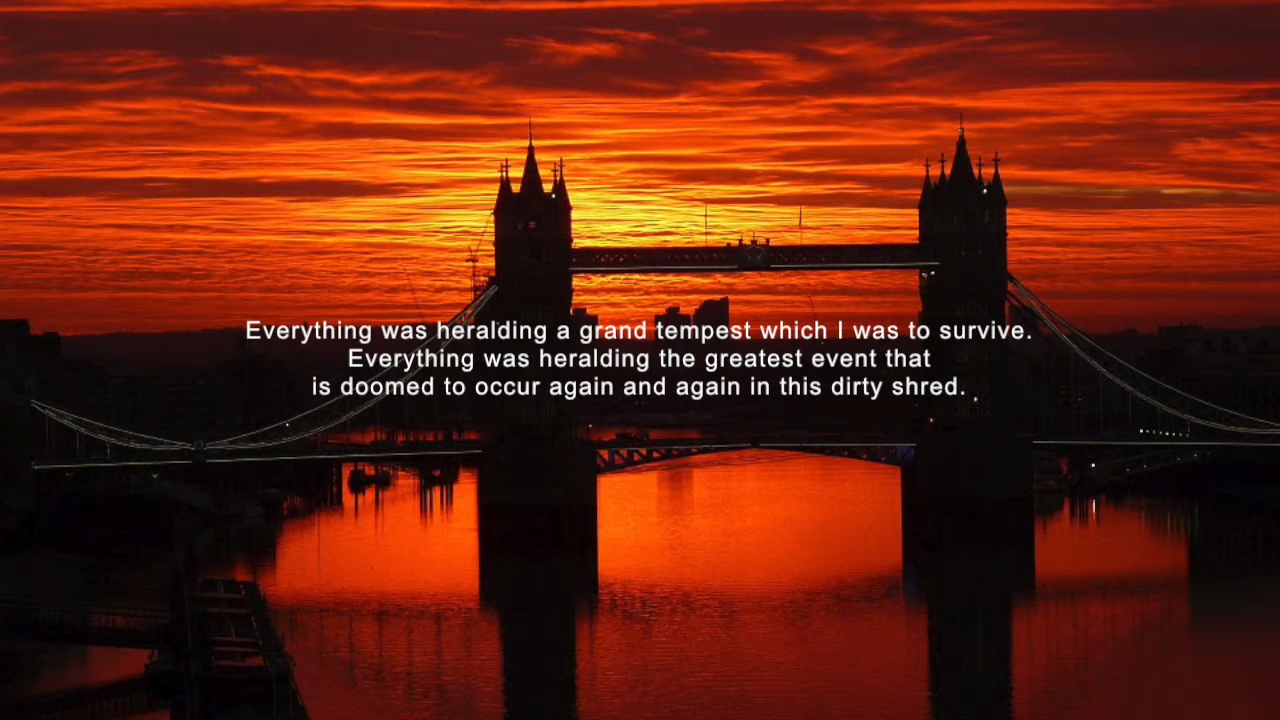 Everything was heralding a grand tempest which I was to survive.
Everything was heralding the greatest event that
is doomed to occur again and again in this dirty shred.